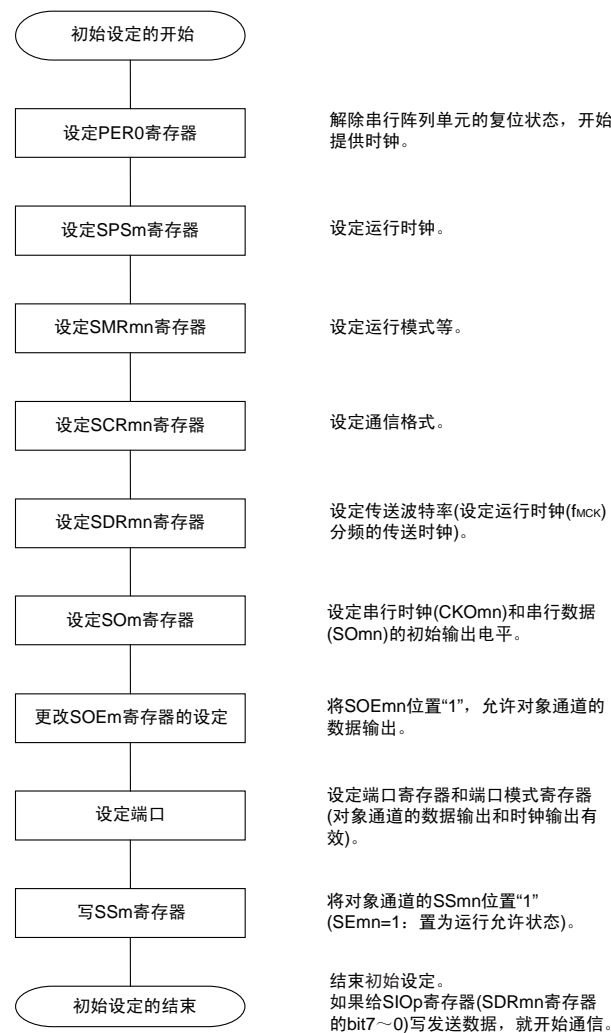 初始设定的开始
设定PER0寄存器
解除串行阵列单元的复位状态，开始
提供时钟。
设定SPSm寄存器
设定运行时钟。
设定SMRmn寄存器
设定运行模式等。
设定SCRmn寄存器
设定通信格式。
设定SDRmn寄存器
设定传送波特率(设定运行时钟(fMCK)
分频的传送时钟)。
设定SOm寄存器
设定串行时钟(CKOmn)和串行数据
(SOmn)的初始输出电平。
更改SOEm寄存器的设定
将SOEmn位置“1”，允许对象通道的
数据输出。
设定端口
设定端口寄存器和端口模式寄存器
(对象通道的数据输出和时钟输出有
效)。
写SSm寄存器
将对象通道的SSmn位置“1”
(SEmn=1：置为运行允许状态)。
初始设定的结束
结束初始设定。
如果给SIOp寄存器(SDRmn寄存器
的bit7～0)写发送数据，就开始通信。